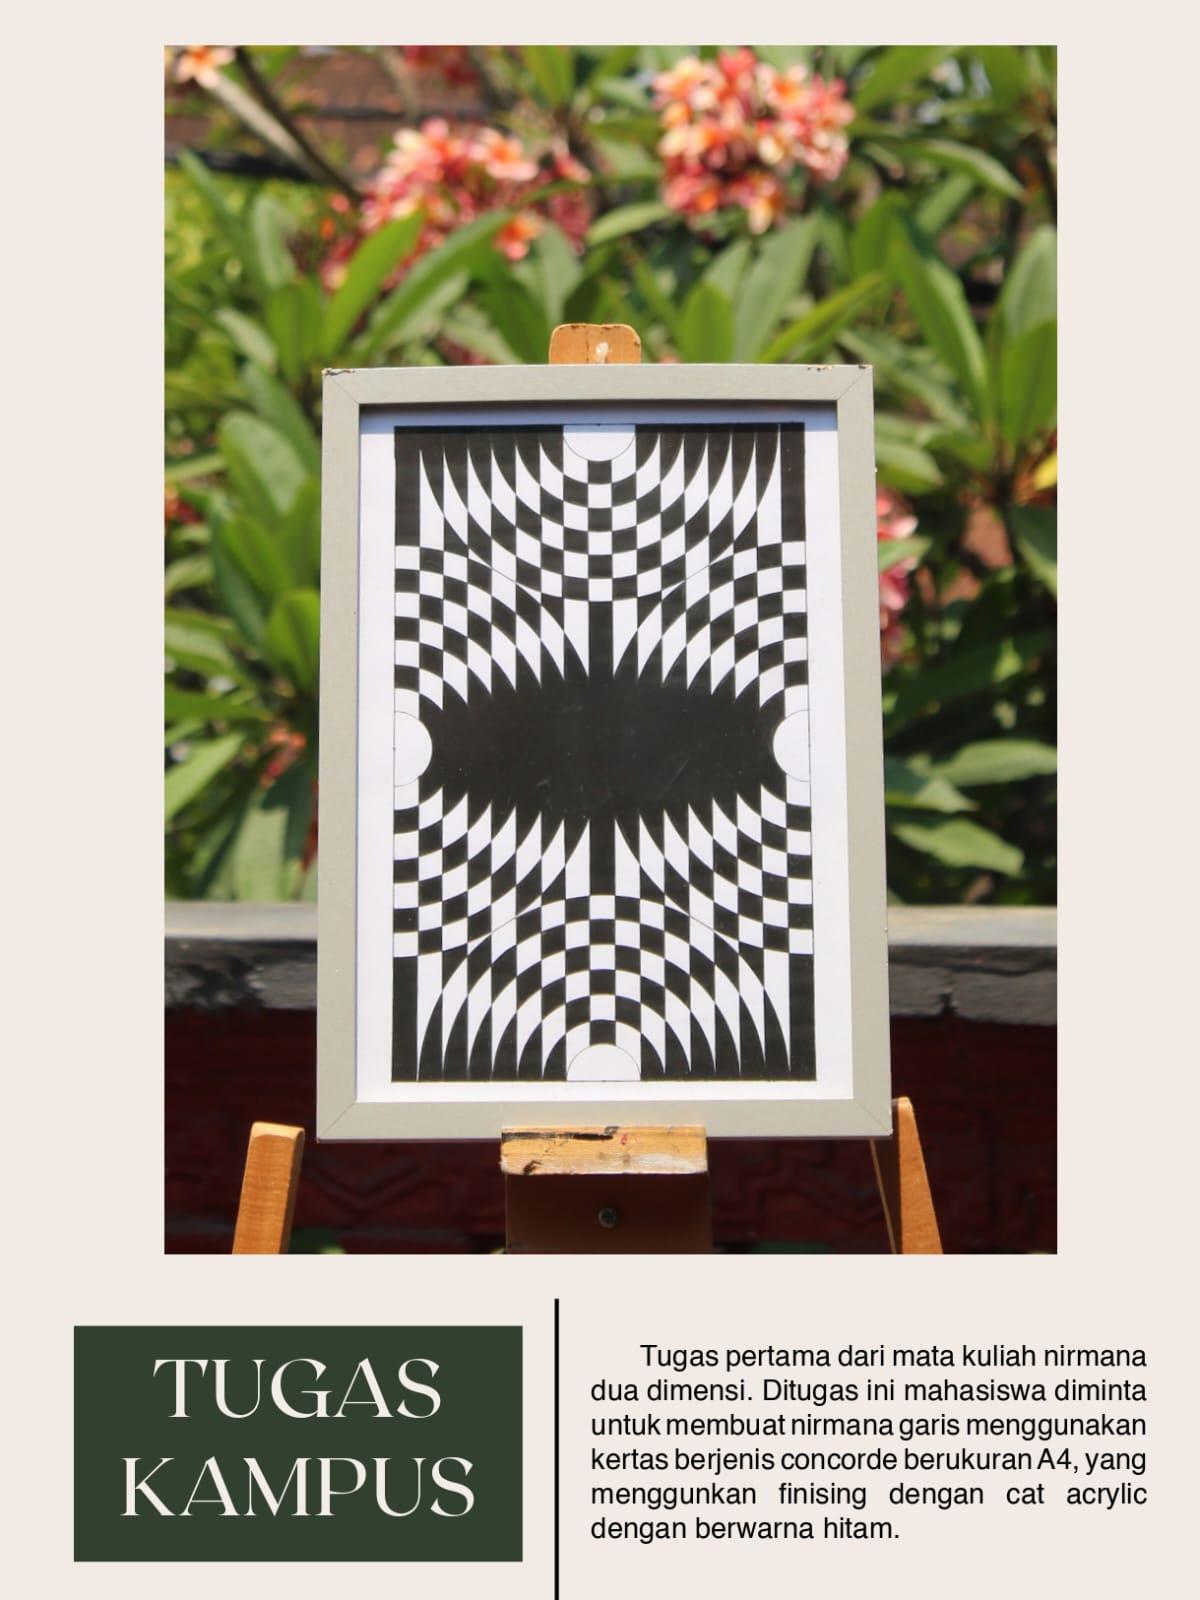 TUGAS
KAMPUS
Tugas pertama dari mata kuliah nirmana
dua dimensi. Ditugas ini mahasiswa diminta
untuk membuat nirmana garis menggunakan
kertas berjenis concorde berukuran A4, yang
menggunkan finising dengan cat acrylic
dengan berwarna hitam.